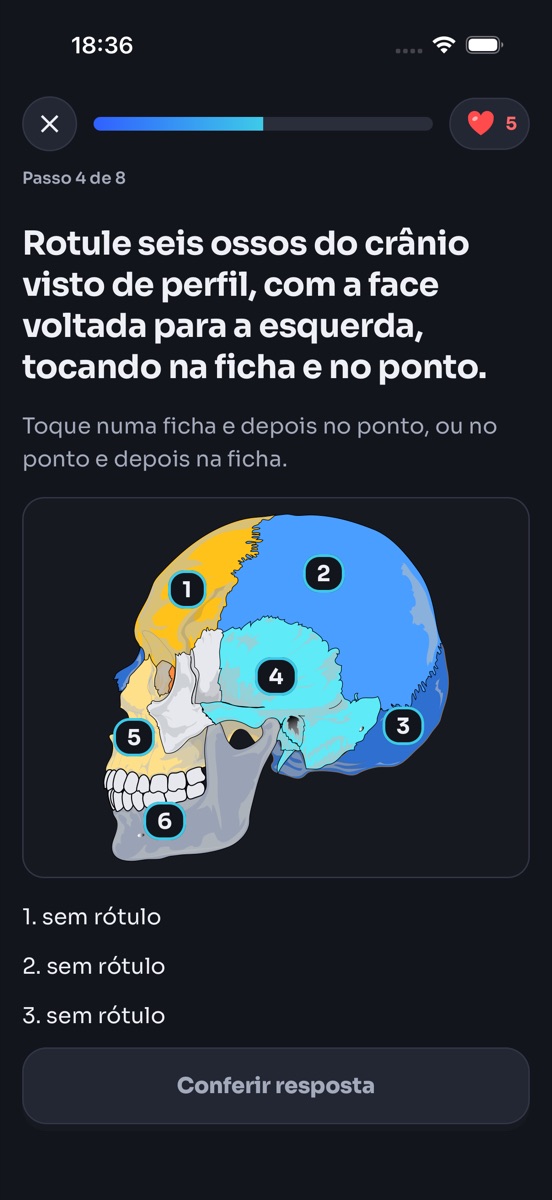 18:36
5
Passo 4 de 8
Rotule seis ossos do crânio
visto de perfil, com a face
voltada para a esquerda,
tocando na ficha e no ponto.
Toque numa ficha e depois no ponto, ou no
ponto e depois na ficha.
1
2
4
3
5
6
1. sem rótulo
2. sem rótulo
3. sem rótulo
Conferir resposta